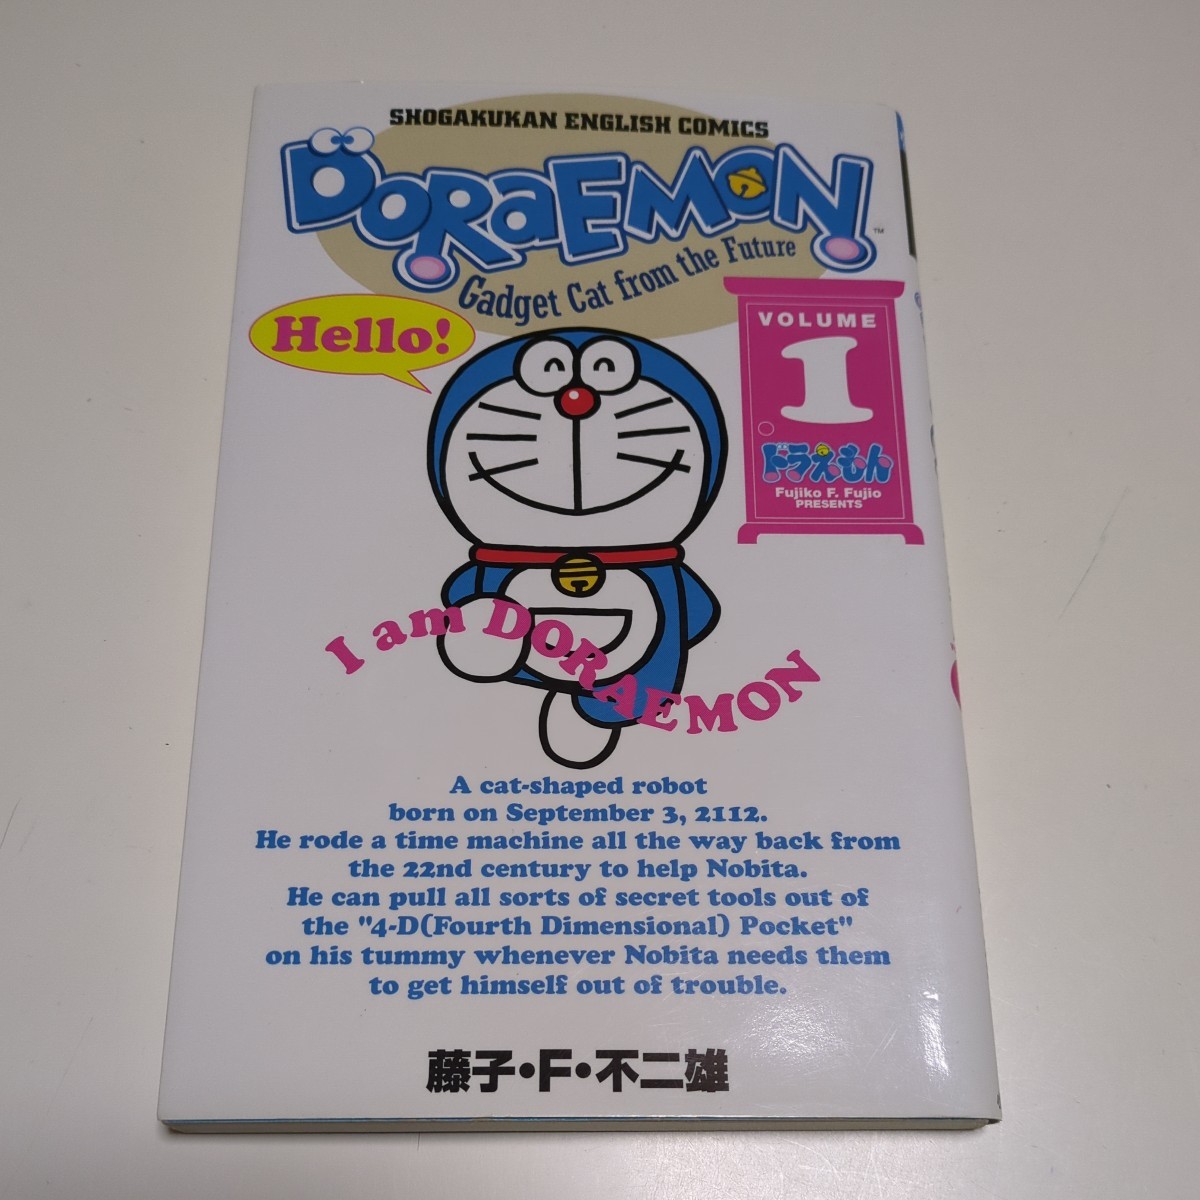 SHOGAKUKAN ENGLISH COMICS
DORAEMON
™
Gadget Cat from the Future
Hello!
VOLUME
1
ドラえもん
Fujiko F. Fujio
PRESENTS
I am DORAEMON
A cat-shaped robot
born on September 3, 2112.
He rode a time machine all the way back from
the 22nd century to help Nobita.
He can pull all sorts of secret tools out of
the "4-D(Fourth Dimensional) Pocket"
on his tummy whenever Nobita needs them
to get himself out of trouble.
藤子・F・不二雄